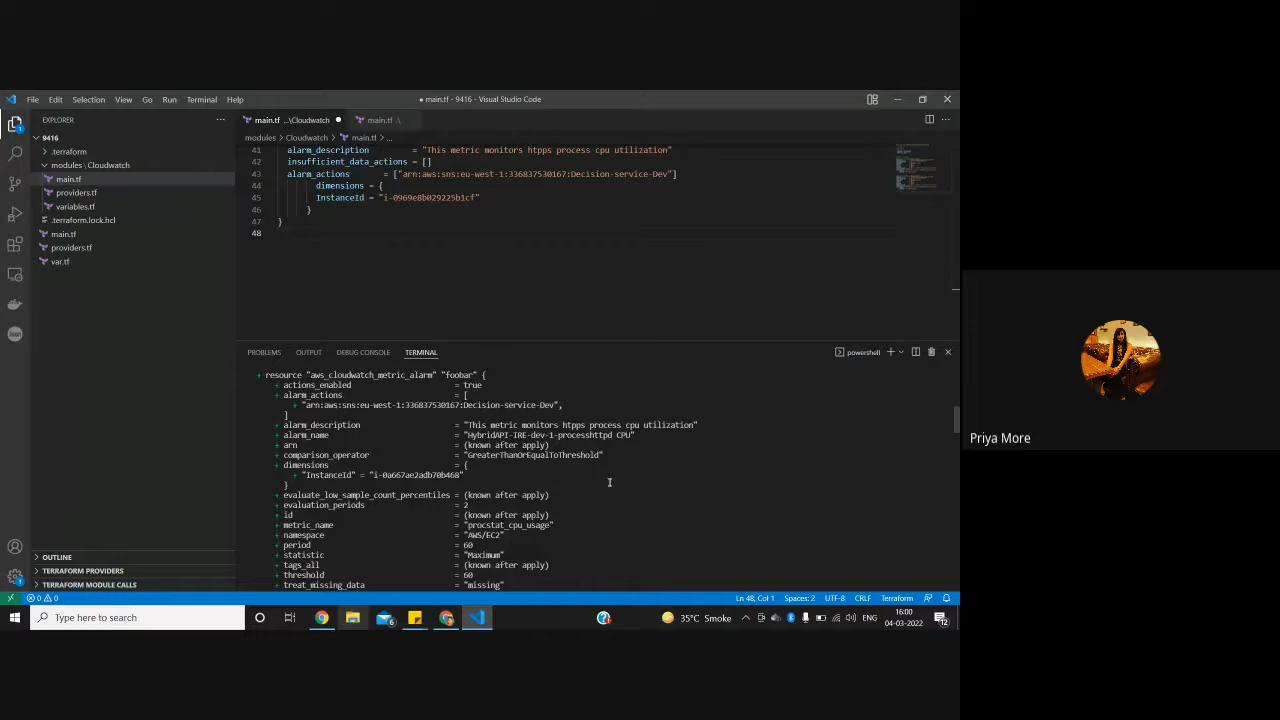 File Edit Selection View Go Run Terminal Help
● main.tf - 9416 - Visual Studio Code
EXPLORER
9416
.terraform
modules \ Cloudwatch
main.tf
providers.tf
variables.tf
.terraform.lock.hcl
main.tf
providers.tf
var.tf
OUTLINE
TERRAFORM PROVIDERS
TERRAFORM MODULE CALLS
main.tf ...\Cloudwatch ● main.tf
modules > Cloudwatch > main.tf > ...
41 alarm_description = "This metric monitors htpps process cpu utilization"
42 insufficient_data_actions = []
43 alarm_actions = ["arn:aws:sns:eu-west-1:336837530167:Decision-service-Dev"]
44 dimensions = {
45 InstanceId = "i-0969e8b029225b1cf"
46 }
47 }
48
PROBLEMS OUTPUT DEBUG CONSOLE TERMINAL
powershell
+ resource "aws_cloudwatch_metric_alarm" "foobar" {
+ actions_enabled = true
+ alarm_actions = [
+ "arn:aws:sns:eu-west-1:336837530167:Decision-service-Dev",
]
+ alarm_description = "This metric monitors htpps process cpu utilization"
+ alarm_name = "HybridAPI-IRE-dev-1-processhttpd CPU"
+ arn = (known after apply)
+ comparison_operator = "GreaterThanOrEqualToThreshold"
+ dimensions = {
+ "InstanceId" = "i-0a667ae2adb70b468"
}
+ evaluate_low_sample_count_percentiles = (known after apply)
+ evaluation_periods = 2
+ id = (known after apply)
+ metric_name = "procstat_cpu_usage"
+ namespace = "AWS/EC2"
+ period = 60
+ statistic = "Maximum"
+ tags_all = (known after apply)
+ threshold = 60
+ treat_missing_data = "missing"
0 0 Ln 48, Col 1 Spaces: 2 UTF-8 CRLF Terraform
Type here to search
35°C Smoke ENG 16:00
04-03-2022
Priya More